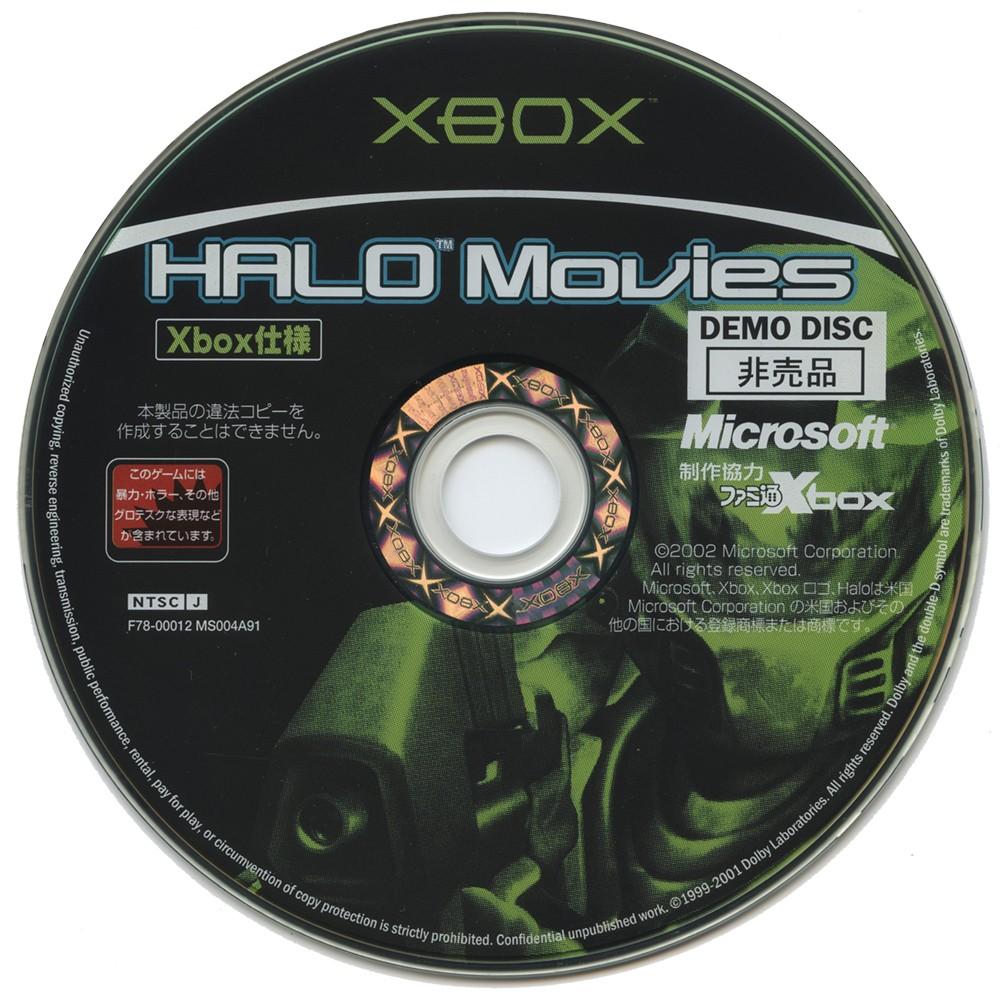 XBOX™
HALO™ Movies
Xbox仕様
DEMO DISC
非売品
本製品の違法コピーを
作成することはできません。
Microsoft
制作協力
ファミ通Xbox
このゲームには
暴力・ホラー、その他
グロテスクな表現など
が含まれています。
©2002 Microsoft Corporation.
All rights reserved.
Microsoft, Xbox, Xbox ロゴ, Haloは米国
Microsoft Corporation の米国およびその
他の国における登録商標または商標です。
NTSC J
F78-00012 MS004A91
Unauthorized copying, reverse engineering, transmission, public performance, rental, pay for play, or circumvention of copy protection is strictly prohibited. Confidential unpublished work. ©1999-2001 Dolby Laboratories. All rights reserved. Dolby and the double-D symbol are trademarks of Dolby Laboratories.
XBOX
XBOX
XBOX
XBOX
XBOX
XBOX